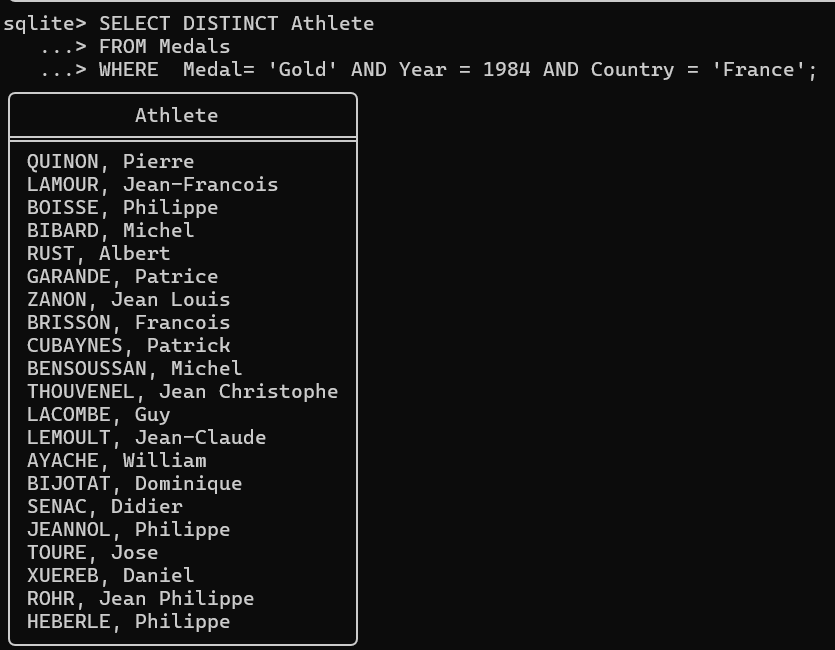 sqlite> SELECT DISTINCT Athlete
...> FROM Medals
...> WHERE  Medal= 'Gold' AND Year = 1984 AND Country = 'France';
Athlete
QUINON, Pierre
LAMOUR, Jean-Francois
BOISSE, Philippe
BIBARD, Michel
RUST, Albert
GARANDE, Patrice
ZANON, Jean Louis
BRISSON, Francois
CUBAYNES, Patrick
BENSOUSSAN, Michel
THOUVENEL, Jean Christophe
LACOMBE, Guy
LEMOULT, Jean-Claude
AYACHE, William
BIJOTAT, Dominique
SENAC, Didier
JEANNOL, Philippe
TOURE, Jose
XUEREB, Daniel
ROHR, Jean Philippe
HEBERLE, Philippe